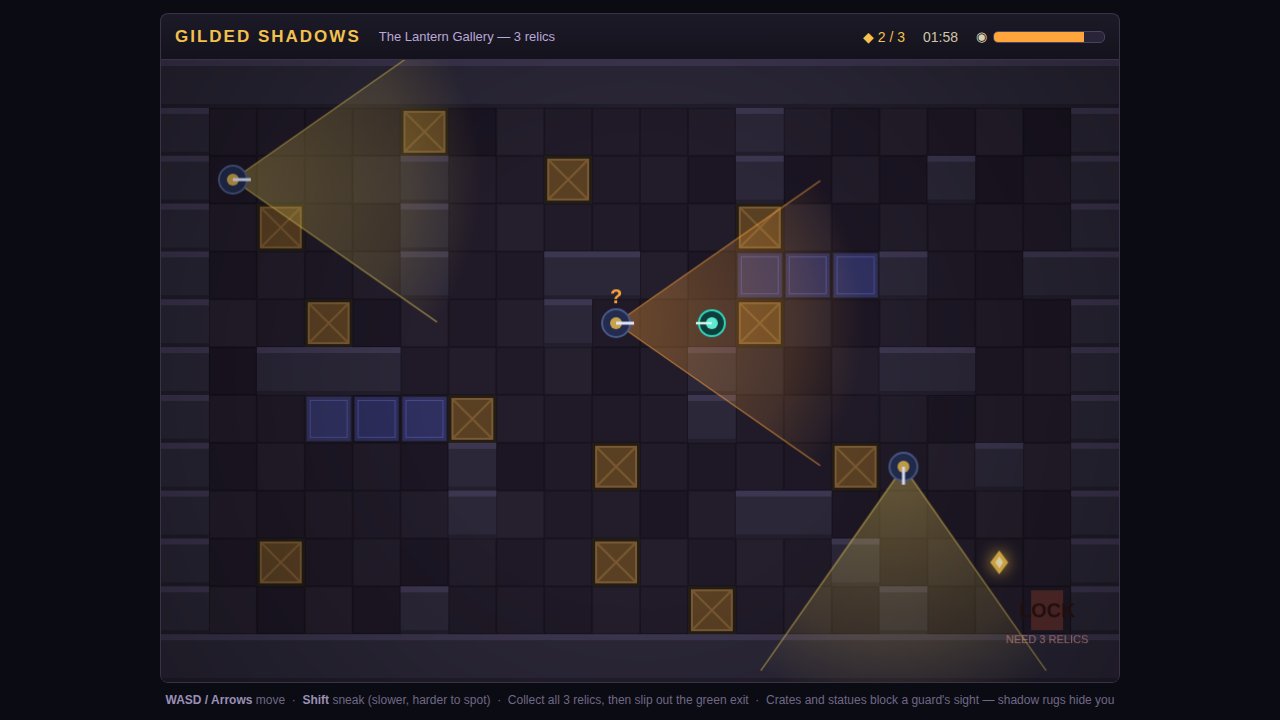 GILDED SHADOWS The Lantern Gallery — 3 relics ◆ 2 / 3 01:58 ◉
?
LOCK
NEED 3 RELICS
WASD / Arrows move · Shift sneak (slower, harder to spot) · Collect all 3 relics, then slip out the green exit · Crates and statues block a guard's sight — shadow rugs hide you